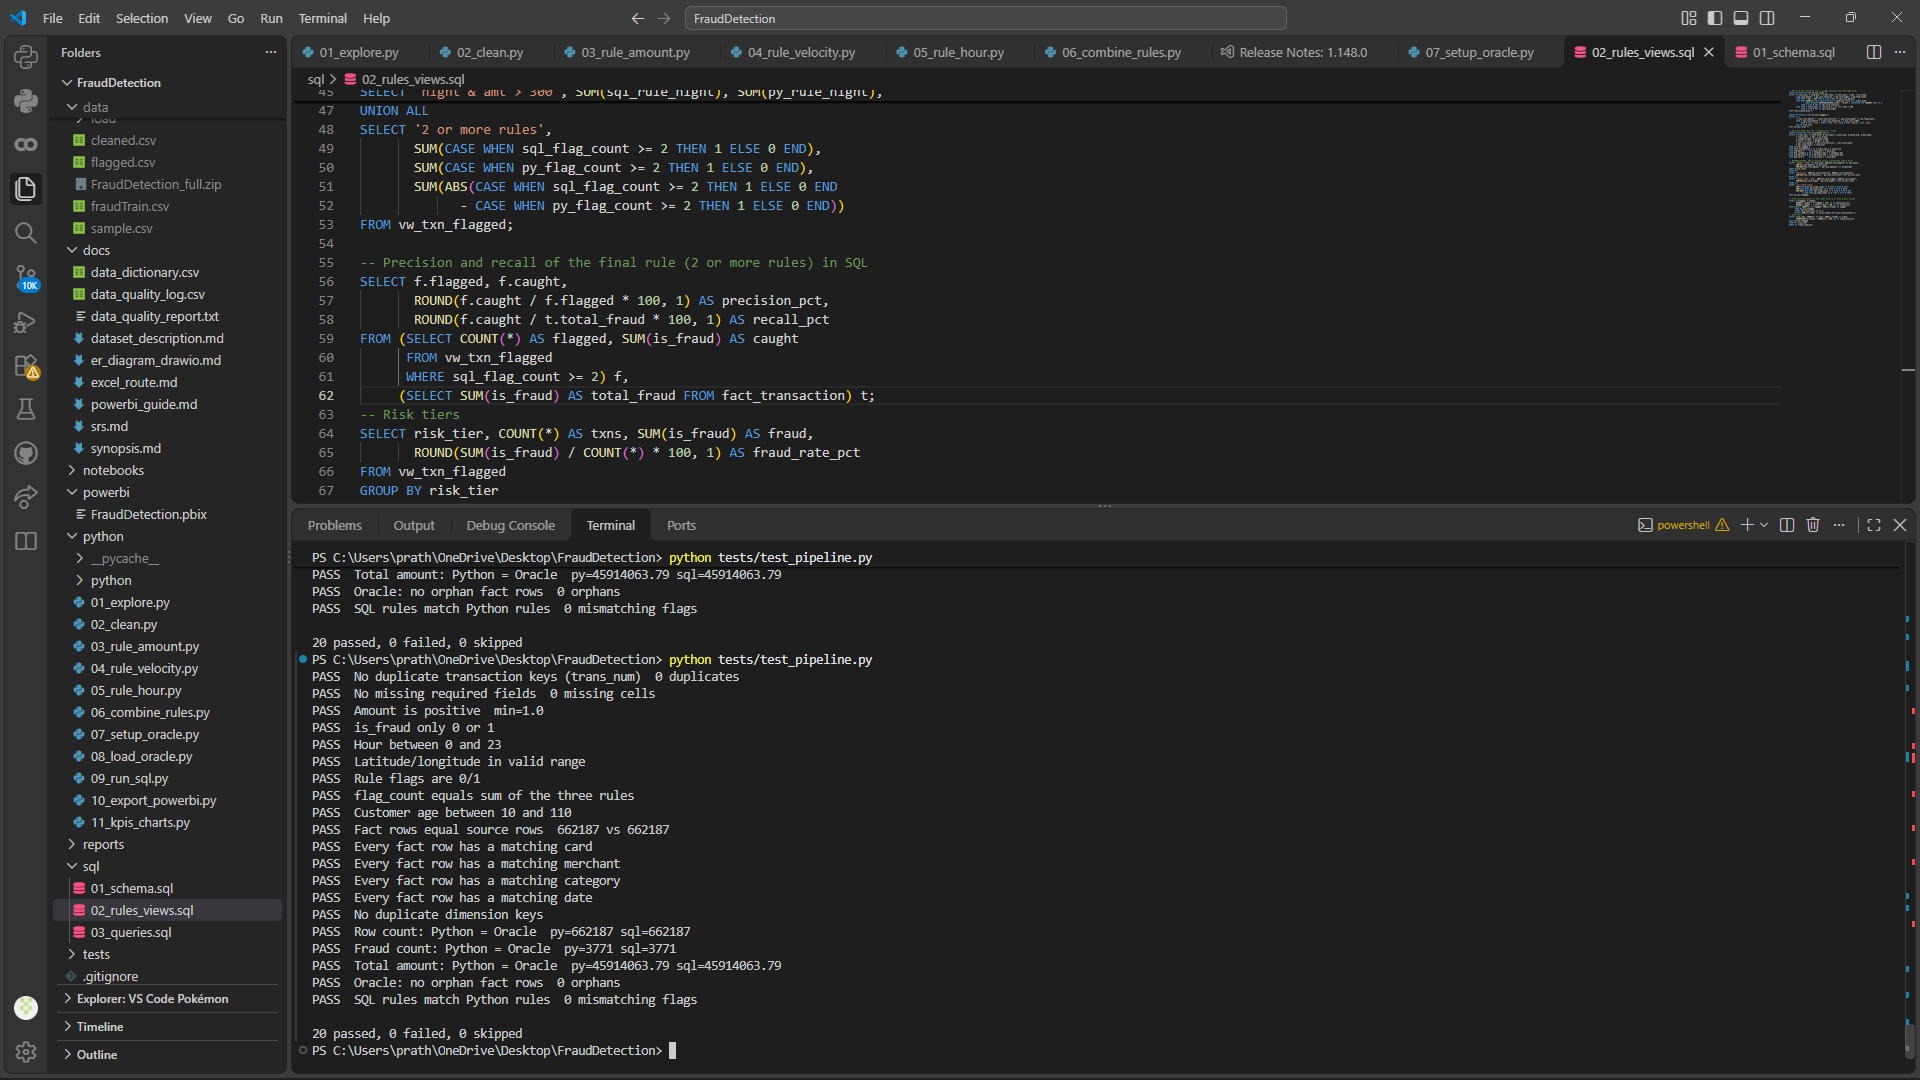 File Edit Selection View Go Run Terminal Help
FraudDetection
Folders
FraudDetection
data
load
cleaned.csv
flagged.csv
FraudDetection_full.zip
fraudTrain.csv
sample.csv
docs
data_dictionary.csv
data_quality_log.csv
data_quality_report.txt
dataset_description.md
er_diagram_drawio.md
excel_route.md
powerbi_guide.md
srs.md
synopsis.md
notebooks
powerbi
FraudDetection.pbix
python
__pycache__
python
01_explore.py
02_clean.py
03_rule_amount.py
04_rule_velocity.py
05_rule_hour.py
06_combine_rules.py
07_setup_oracle.py
08_load_oracle.py
09_run_sql.py
10_export_powerbi.py
11_kpis_charts.py
reports
sql
01_schema.sql
02_rules_views.sql
03_queries.sql
tests
.gitignore
Explorer: VS Code Pokémon
Timeline
Outline
10K
01_explore.py 02_clean.py 03_rule_amount.py 04_rule_velocity.py 05_rule_hour.py 06_combine_rules.py Release Notes: 1.148.0 07_setup_oracle.py 02_rules_views.sql 01_schema.sql
sql > 02_rules_views.sql
45 SELECT 'night & amt > 300', SUM(sql_rule_night), SUM(py_rule_night),
47 UNION ALL
48 SELECT '2 or more rules',
49 SUM(CASE WHEN sql_flag_count >= 2 THEN 1 ELSE 0 END),
50 SUM(CASE WHEN py_flag_count >= 2 THEN 1 ELSE 0 END),
51 SUM(ABS(CASE WHEN sql_flag_count >= 2 THEN 1 ELSE 0 END
52 - CASE WHEN py_flag_count >= 2 THEN 1 ELSE 0 END))
53 FROM vw_txn_flagged;
54
55 -- Precision and recall of the final rule (2 or more rules) in SQL
56 SELECT f.flagged, f.caught,
57 ROUND(f.caught / f.flagged * 100, 1) AS precision_pct,
58 ROUND(f.caught / t.total_fraud * 100, 1) AS recall_pct
59 FROM (SELECT COUNT(*) AS flagged, SUM(is_fraud) AS caught
60 FROM vw_txn_flagged
61 WHERE sql_flag_count >= 2) f,
62 (SELECT SUM(is_fraud) AS total_fraud FROM fact_transaction) t;
63 -- Risk tiers
64 SELECT risk_tier, COUNT(*) AS txns, SUM(is_fraud) AS fraud,
65 ROUND(SUM(is_fraud) / COUNT(*) * 100, 1) AS fraud_rate_pct
66 FROM vw_txn_flagged
67 GROUP BY risk_tier
Problems Output Debug Console Terminal Ports
powershell
PS C:\Users\prath\OneDrive\Desktop\FraudDetection> python tests/test_pipeline.py
PASS Total amount: Python = Oracle py=45914063.79 sql=45914063.79
PASS Oracle: no orphan fact rows 0 orphans
PASS SQL rules match Python rules 0 mismatching flags
20 passed, 0 failed, 0 skipped
PS C:\Users\prath\OneDrive\Desktop\FraudDetection> python tests/test_pipeline.py
PASS No duplicate transaction keys (trans_num) 0 duplicates
PASS No missing required fields 0 missing cells
PASS Amount is positive min=1.0
PASS is_fraud only 0 or 1
PASS Hour between 0 and 23
PASS Latitude/longitude in valid range
PASS Rule flags are 0/1
PASS flag_count equals sum of the three rules
PASS Customer age between 10 and 110
PASS Fact rows equal source rows 662187 vs 662187
PASS Every fact row has a matching card
PASS Every fact row has a matching merchant
PASS Every fact row has a matching category
PASS Every fact row has a matching date
PASS No duplicate dimension keys
PASS Row count: Python = Oracle py=662187 sql=662187
PASS Fraud count: Python = Oracle py=3771 sql=3771
PASS Total amount: Python = Oracle py=45914063.79 sql=45914063.79
PASS Oracle: no orphan fact rows 0 orphans
PASS SQL rules match Python rules 0 mismatching flags
20 passed, 0 failed, 0 skipped
PS C:\Users\prath\OneDrive\Desktop\FraudDetection>